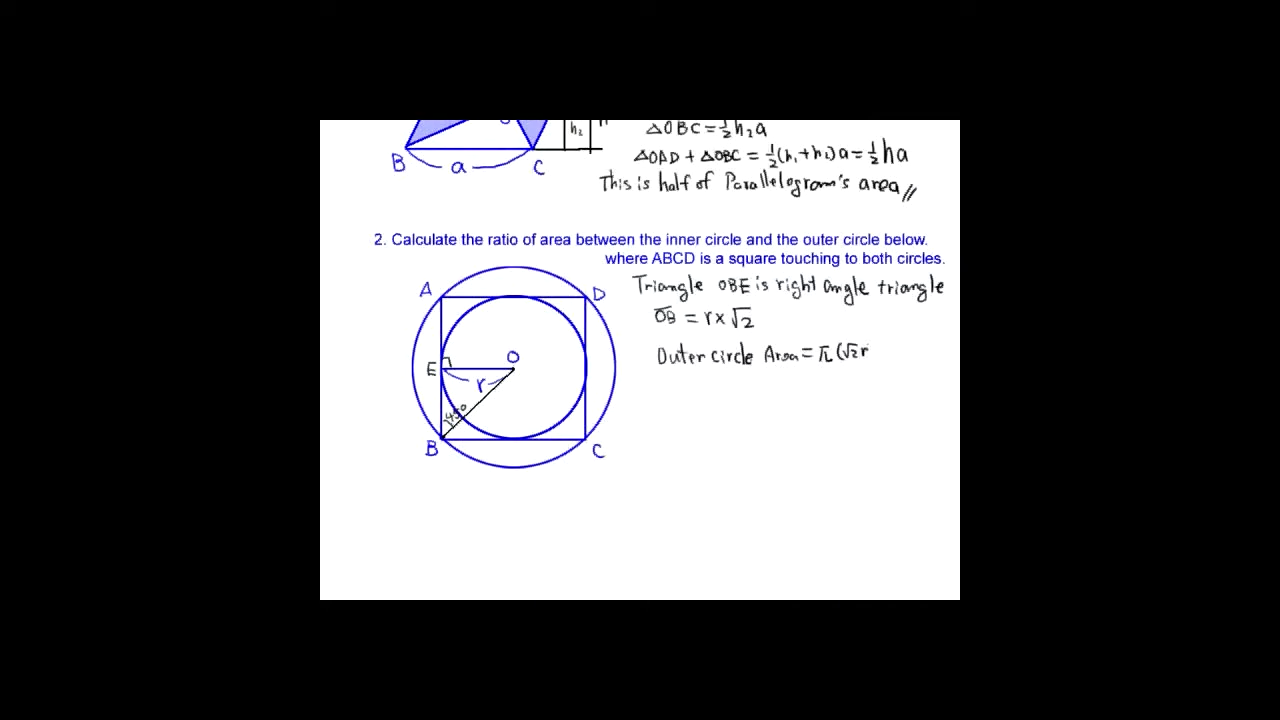 △OBC = ½h₂a
h₂
B a C
△OAD + △OBC = ½(h₁+h₂)a = ½ha
This is half of Parallelogram's area //
2. Calculate the ratio of area between the inner circle and the outer circle below.
where ABCD is a square touching to both circles.
A D
Triangle OBE is right angle triangle
OB = r×√2
Outer circle Area = π(√2r
E O
r
45°
B C